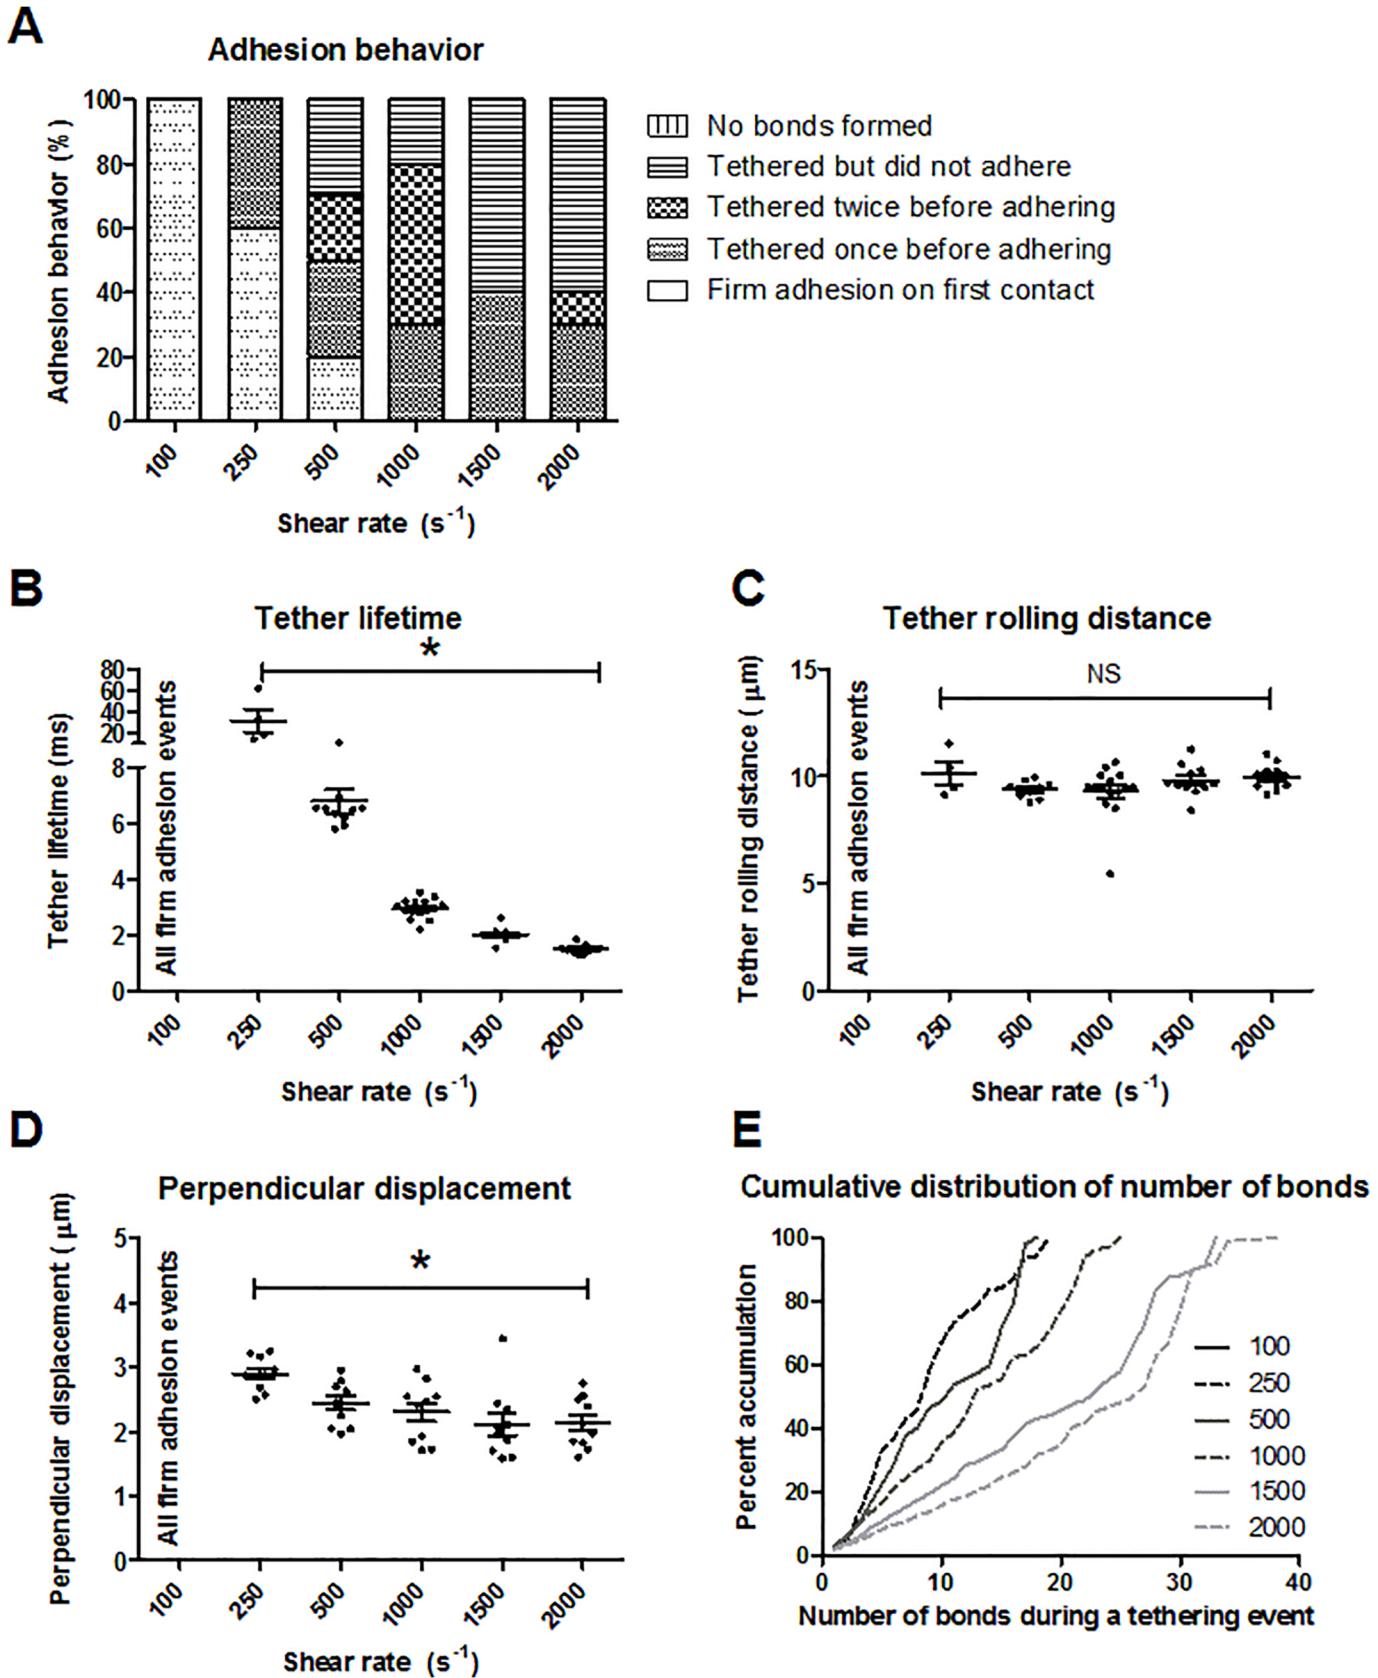 A
Adhesion behavior
Adhesion behavior (%)
100
80
60
40
20
0
100
250
500
1000
1500
2000
Shear rate (s⁻¹)
No bonds formed
Tethered but did not adhere
Tethered twice before adhering
Tethered once before adhering
Firm adhesion on first contact
B
Tether lifetime
*
Tether lifetime (ms)
80
60
40
20
8
6
4
2
0
All firm adhesion events
100
250
500
1000
1500
2000
Shear rate (s⁻¹)
C
Tether rolling distance
NS
Tether rolling distance (μm)
15
10
5
0
All firm adhesion events
100
250
500
1000
1500
2000
Shear rate (s⁻¹)
D
Perpendicular displacement
*
Perpendicular displacement (μm)
5
4
3
2
1
0
All firm adhesion events
100
250
500
1000
1500
2000
Shear rate (s⁻¹)
E
Cumulative distribution of number of bonds
Percent accumulation
100
80
60
40
20
0
100
250
500
1000
1500
2000
0
10
20
30
40
Number of bonds during a tethering event